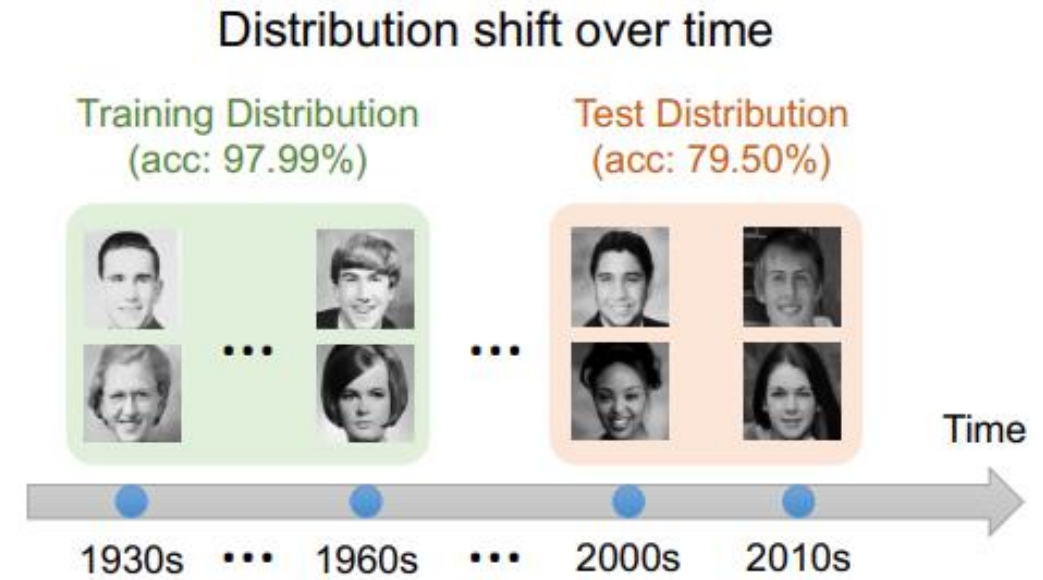 Distribution shift over time
Training Distribution
(acc: 97.99%)
Test Distribution
(acc: 79.50%)
...
...
Time
1930s ... 1960s ... 2000s 2010s